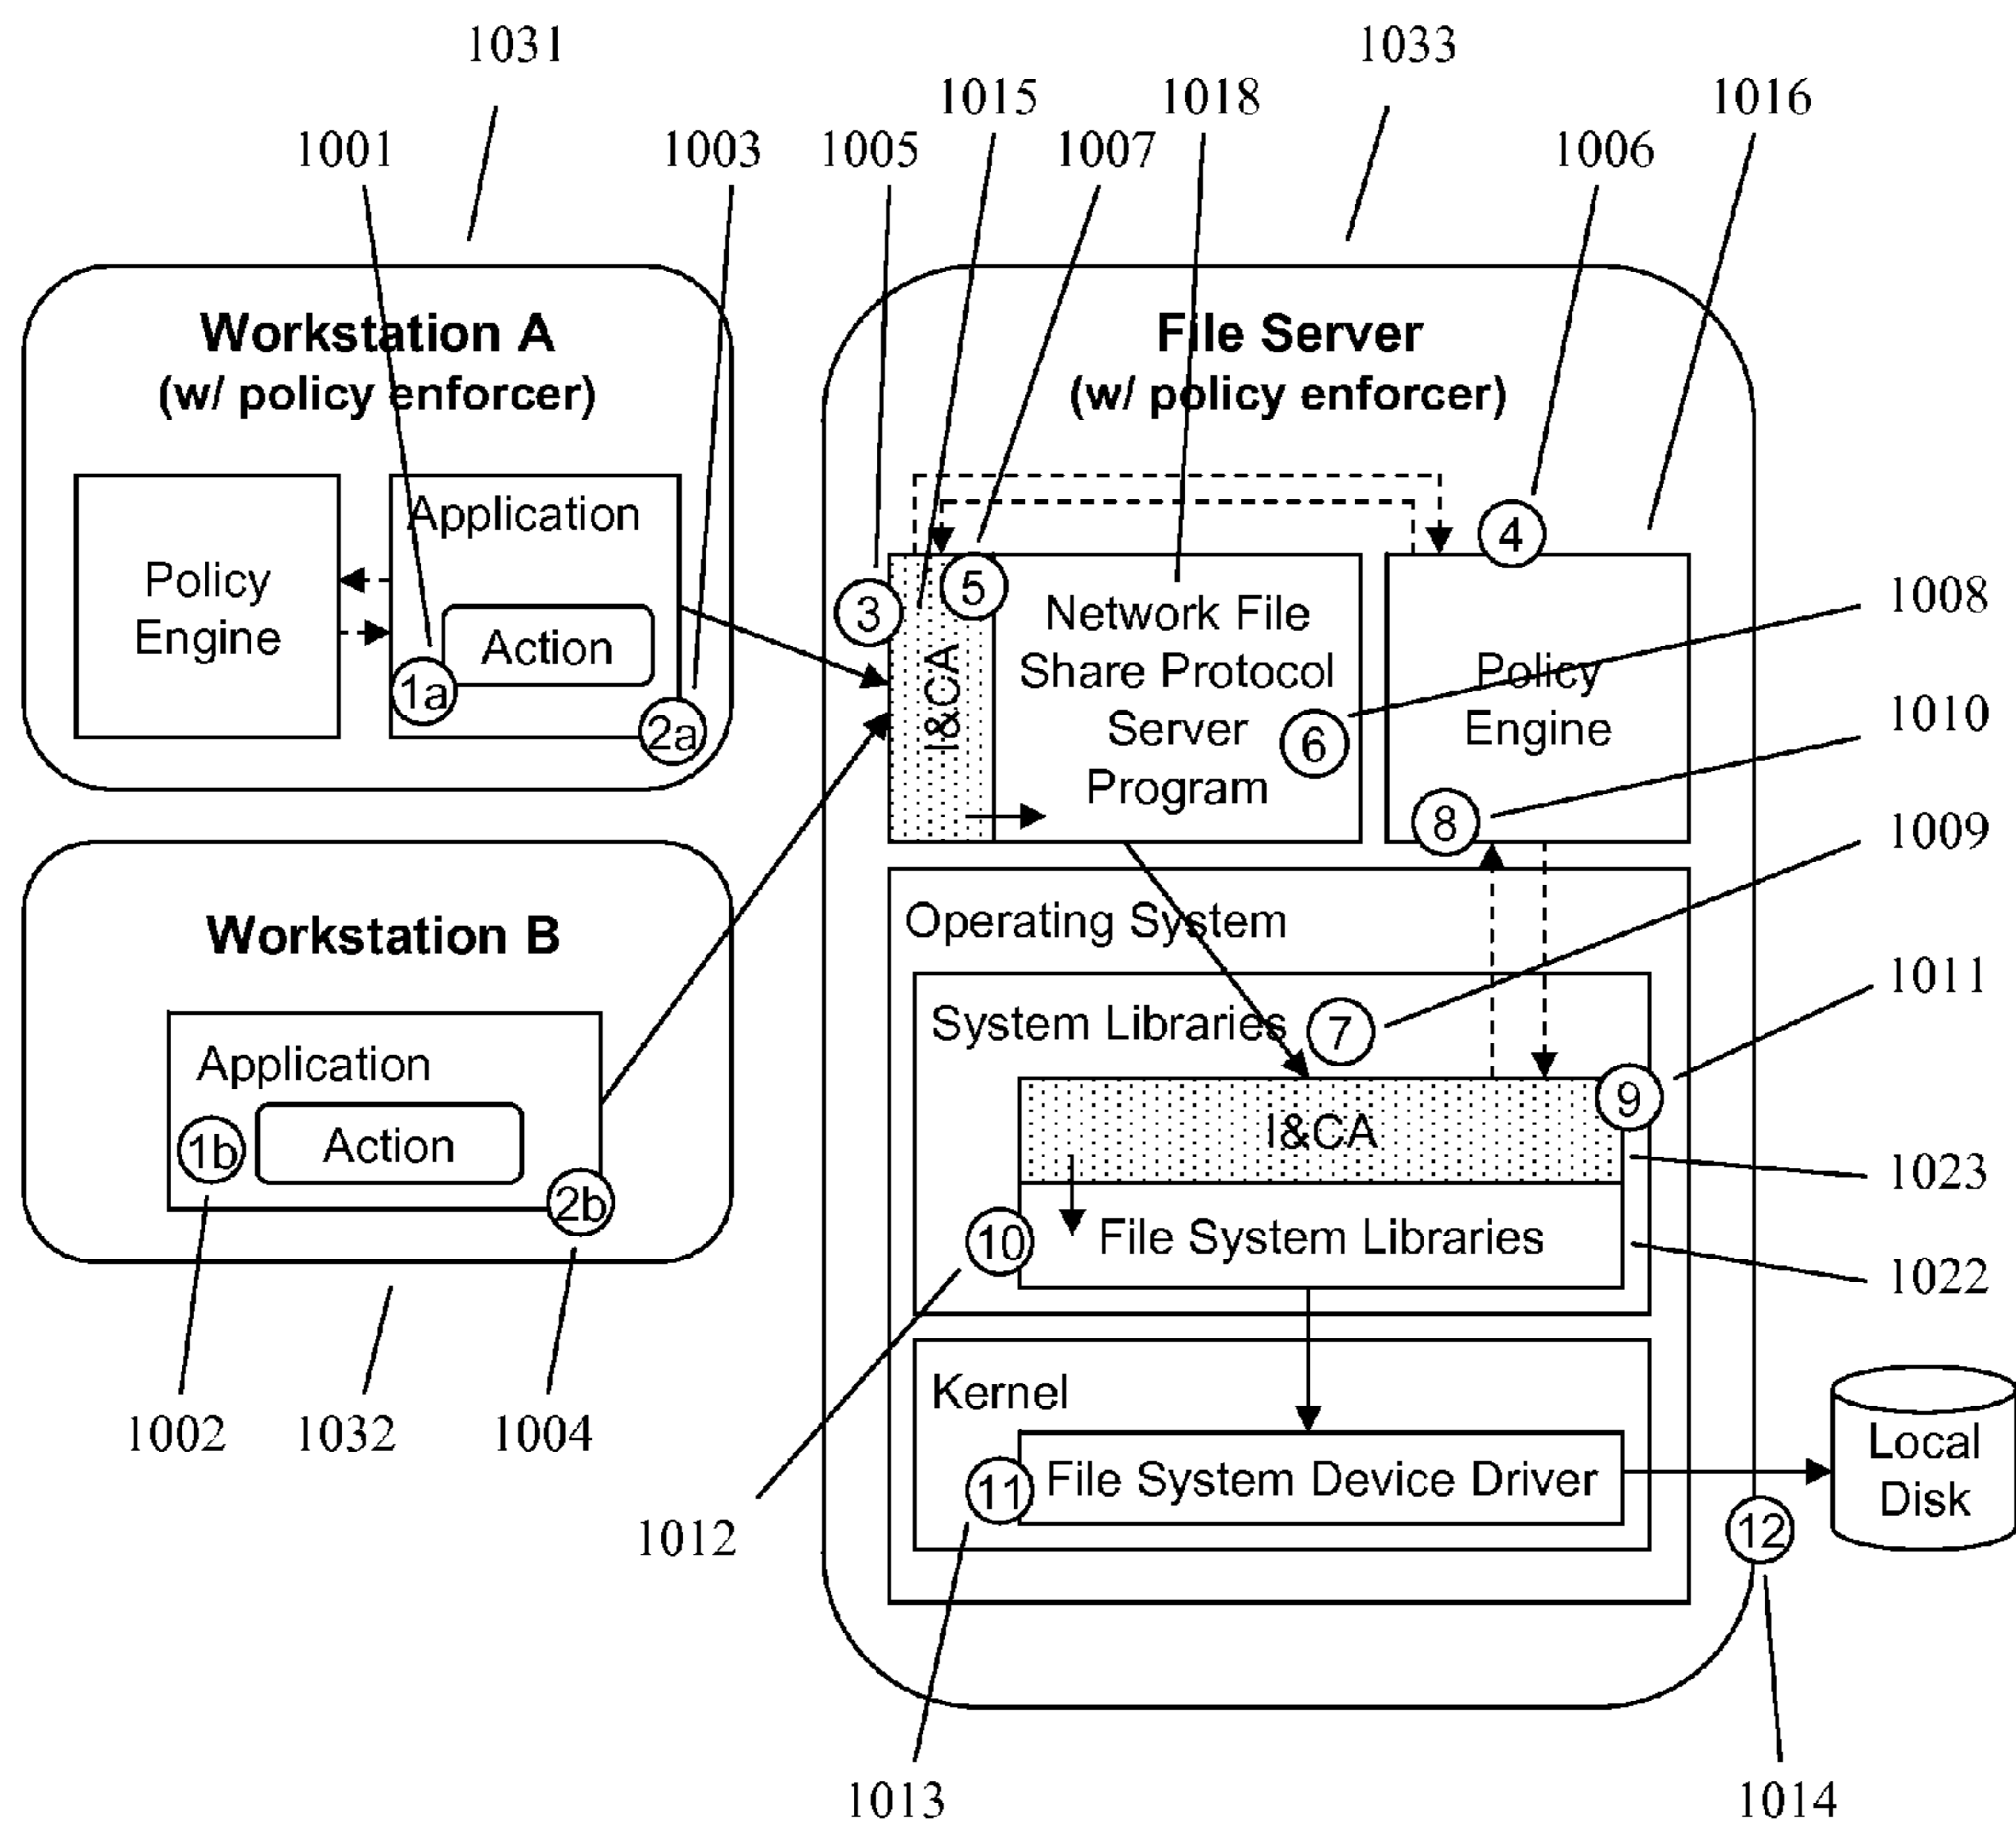 1031
1033
1015
1018
1016
1001
1003
1005
1007
1006
Workstation A
(w/ policy enforcer)
Policy
Engine
Application
Action
1a
2a
File Server
(w/ policy enforcer)
3
5
4
I&CA
Network File
Share Protocol
Server
Program
6
Policy
Engine
8
1008
1010
1009
1011
Workstation B
Application
1b
Action
2b
1002
1032
1004
Operating System
System Libraries
7
I&CA
9
10
File System Libraries
1023
1022
Kernel
11
File System Device Driver
12
Local
Disk
1012
1013
1014